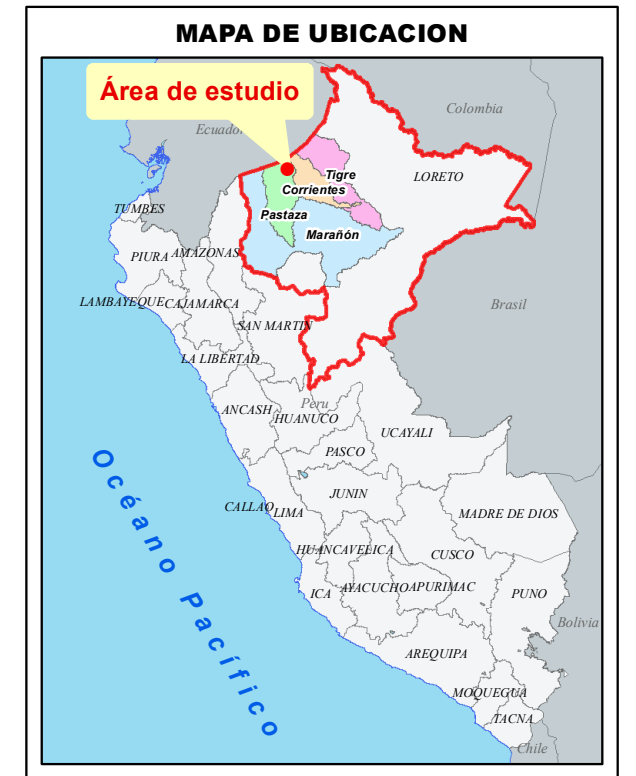 MAPA DE UBICACION
Área de estudio
Colombia
Ecuador
Tigre
LORETO
Corrientes
TUMBES
Pastaza
Marañón
PIURA
AMAZONAS
LAMBAYEQUE
CAJAMARCA
Brasil
SAN MARTIN
LA LIBERTAD
Peru
ANCASH
HUANUCO
UCAYALI
PASCO
JUNIN
CALLAO
LIMA
MADRE DE DIOS
HUANCAVELICA
CUSCO
ICA
AYACUCHO
APURIMAC
PUNO
Bolivia
AREQUIPA
MOQUEGUA
TACNA
Chile
Océano Pacífico